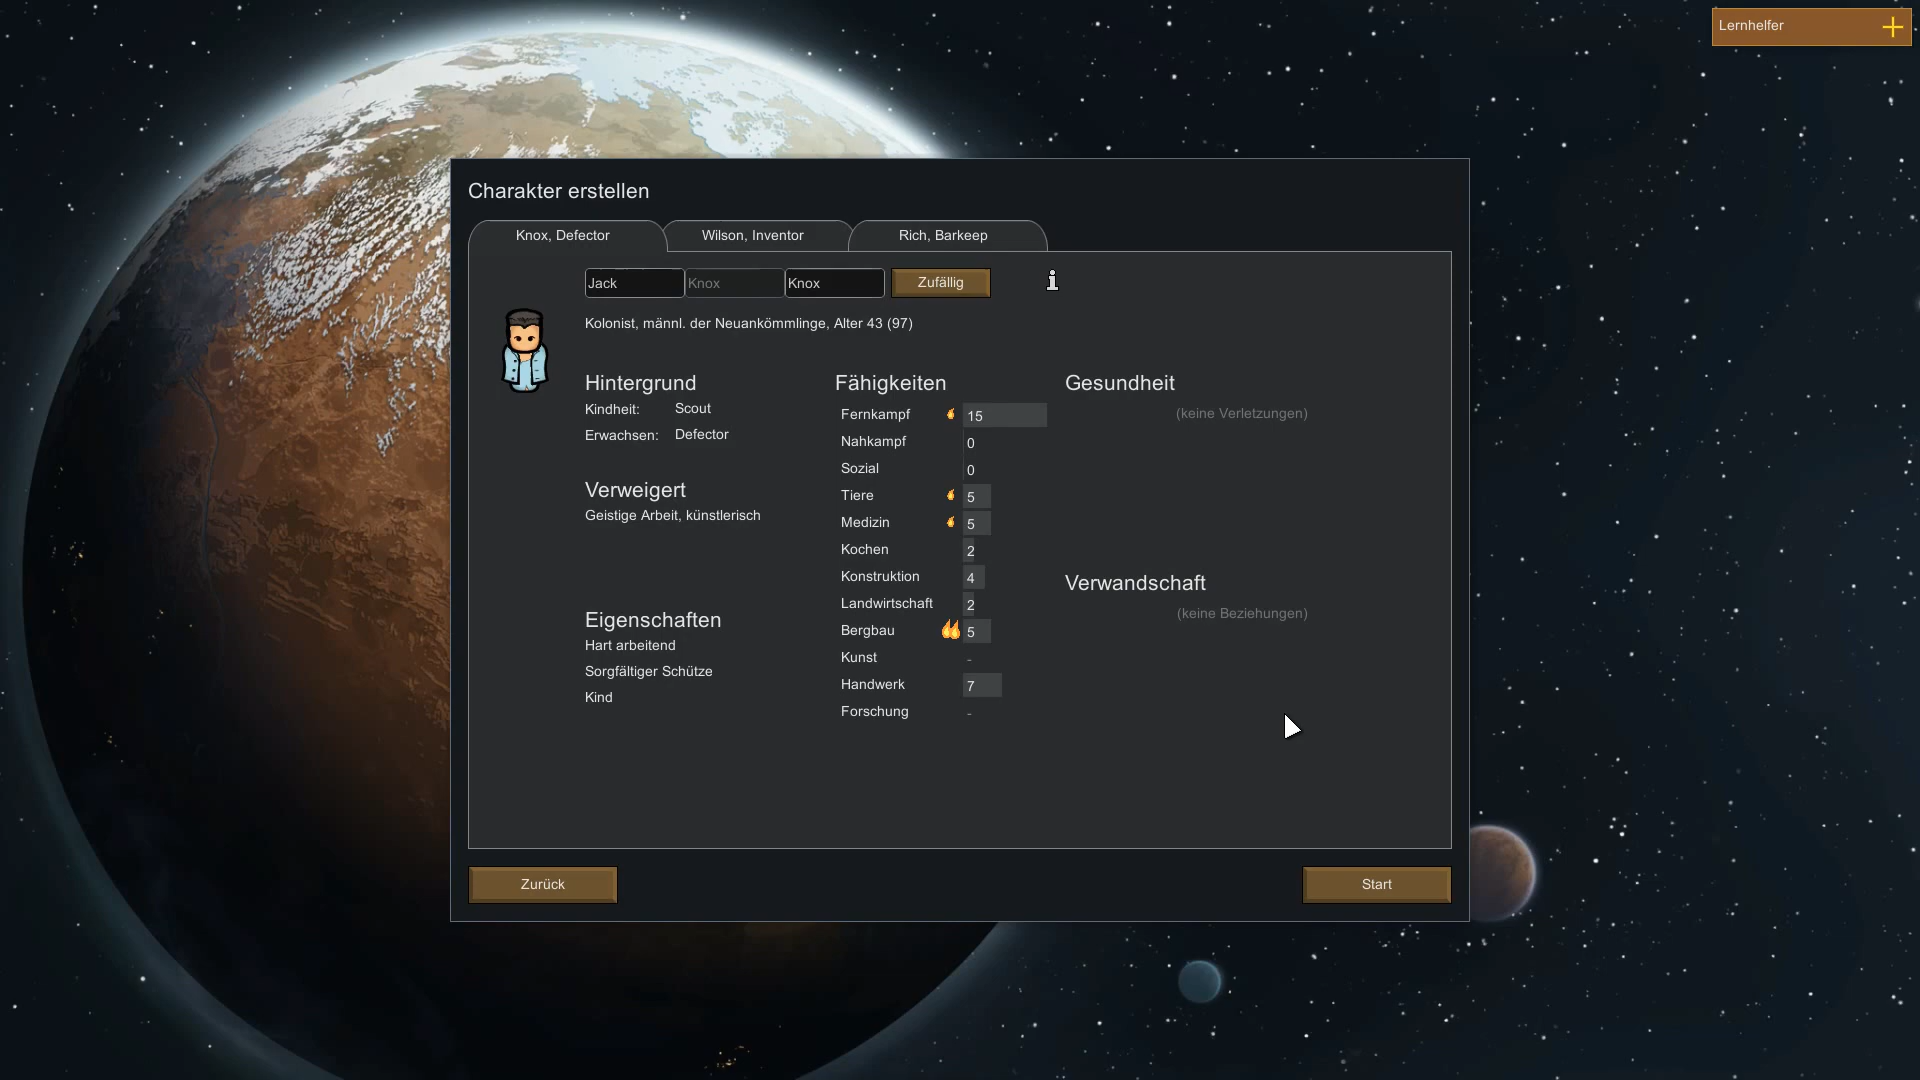 Lernhelfer
Charakter erstellen
Knox, Defector
Wilson, Inventor
Rich, Barkeep
Jack
Knox
Knox
Zufällig
Kolonist, männl. der Neuankömmlinge, Alter 43 (97)
Hintergrund
Kindheit: Scout
Erwachsen: Defector
Verweigert
Geistige Arbeit, künstlerisch
Eigenschaften
Hart arbeitend
Sorgfältiger Schütze
Kind
Fähigkeiten
Fernkampf 15
Nahkampf 0
Sozial 0
Tiere 5
Medizin 5
Kochen 2
Konstruktion 4
Landwirtschaft 2
Bergbau 5
Kunst -
Handwerk 7
Forschung -
Gesundheit
(keine Verletzungen)
Verwandschaft
(keine Beziehungen)
Zurück
Start